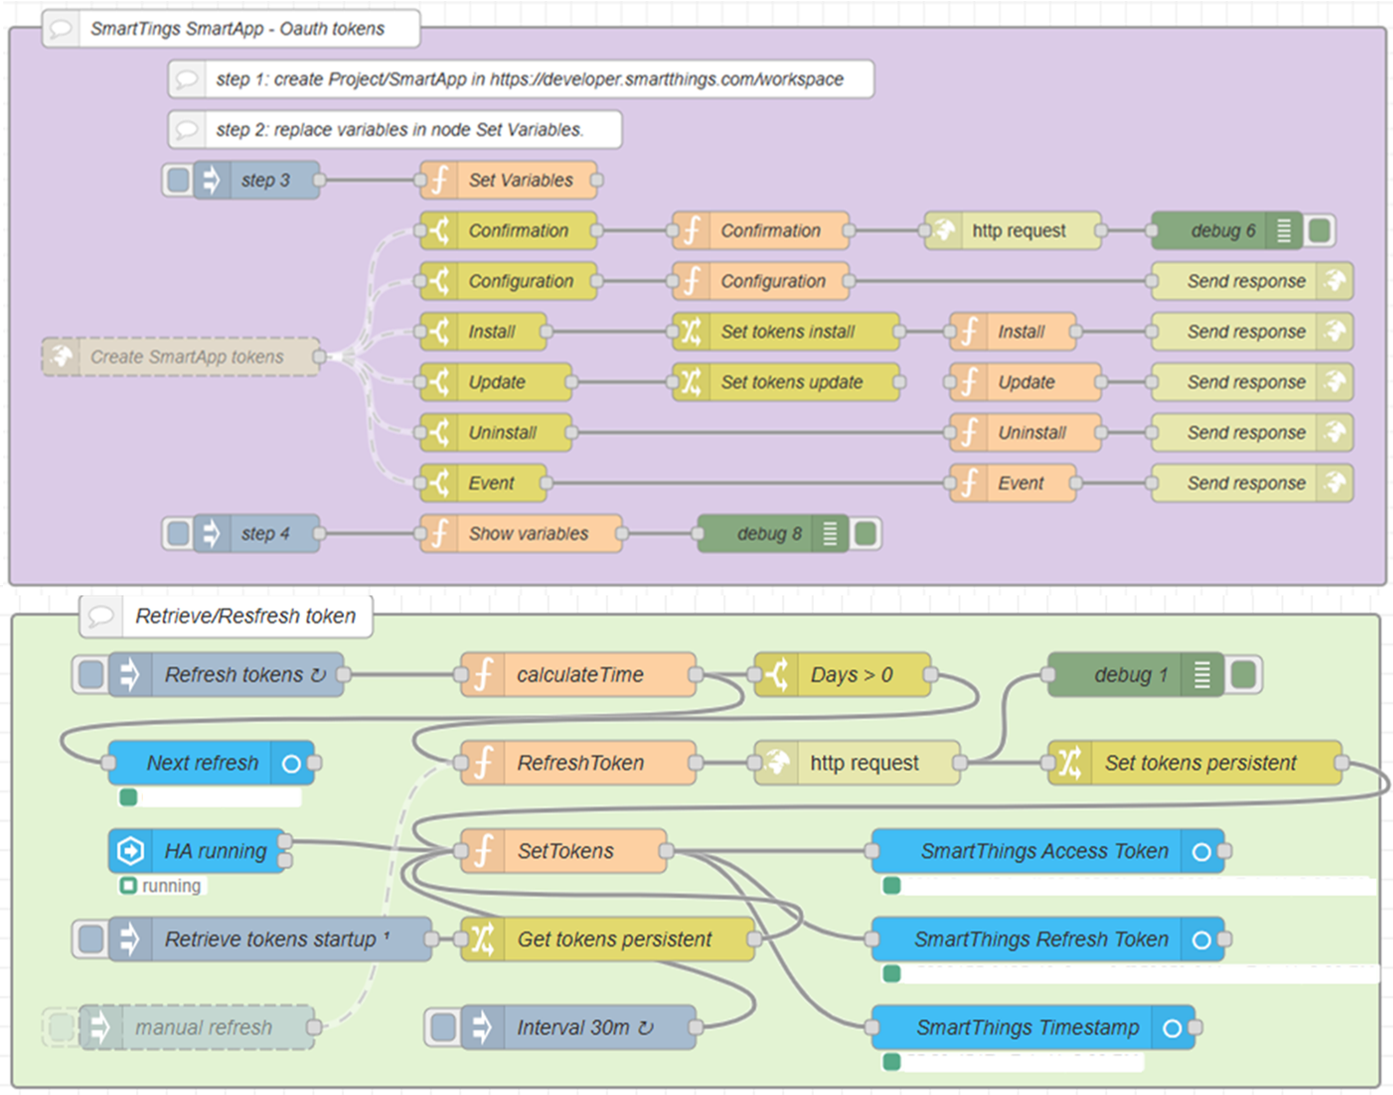 SmartTings SmartApp - Oauth tokens
step 1: create Project/SmartApp in https://developer.smartthings.com/workspace
step 2: replace variables in node Set Variables.
step 3
Set Variables
Confirmation
Confirmation
http request
debug 6
Configuration
Configuration
Send response
Install
Set tokens install
Install
Send response
Create SmartApp tokens
Update
Set tokens update
Update
Send response
Uninstall
Uninstall
Send response
Event
Event
Send response
step 4
Show variables
debug 8
Retrieve/Resfresh token
Refresh tokens ↻
calculateTime
Days > 0
debug 1
Next refresh
RefreshToken
http request
Set tokens persistent
HA running
running
SetTokens
SmartThings Access Token
Retrieve tokens startup ¹
Get tokens persistent
SmartThings Refresh Token
manual refresh
Interval 30m ↻
SmartThings Timestamp